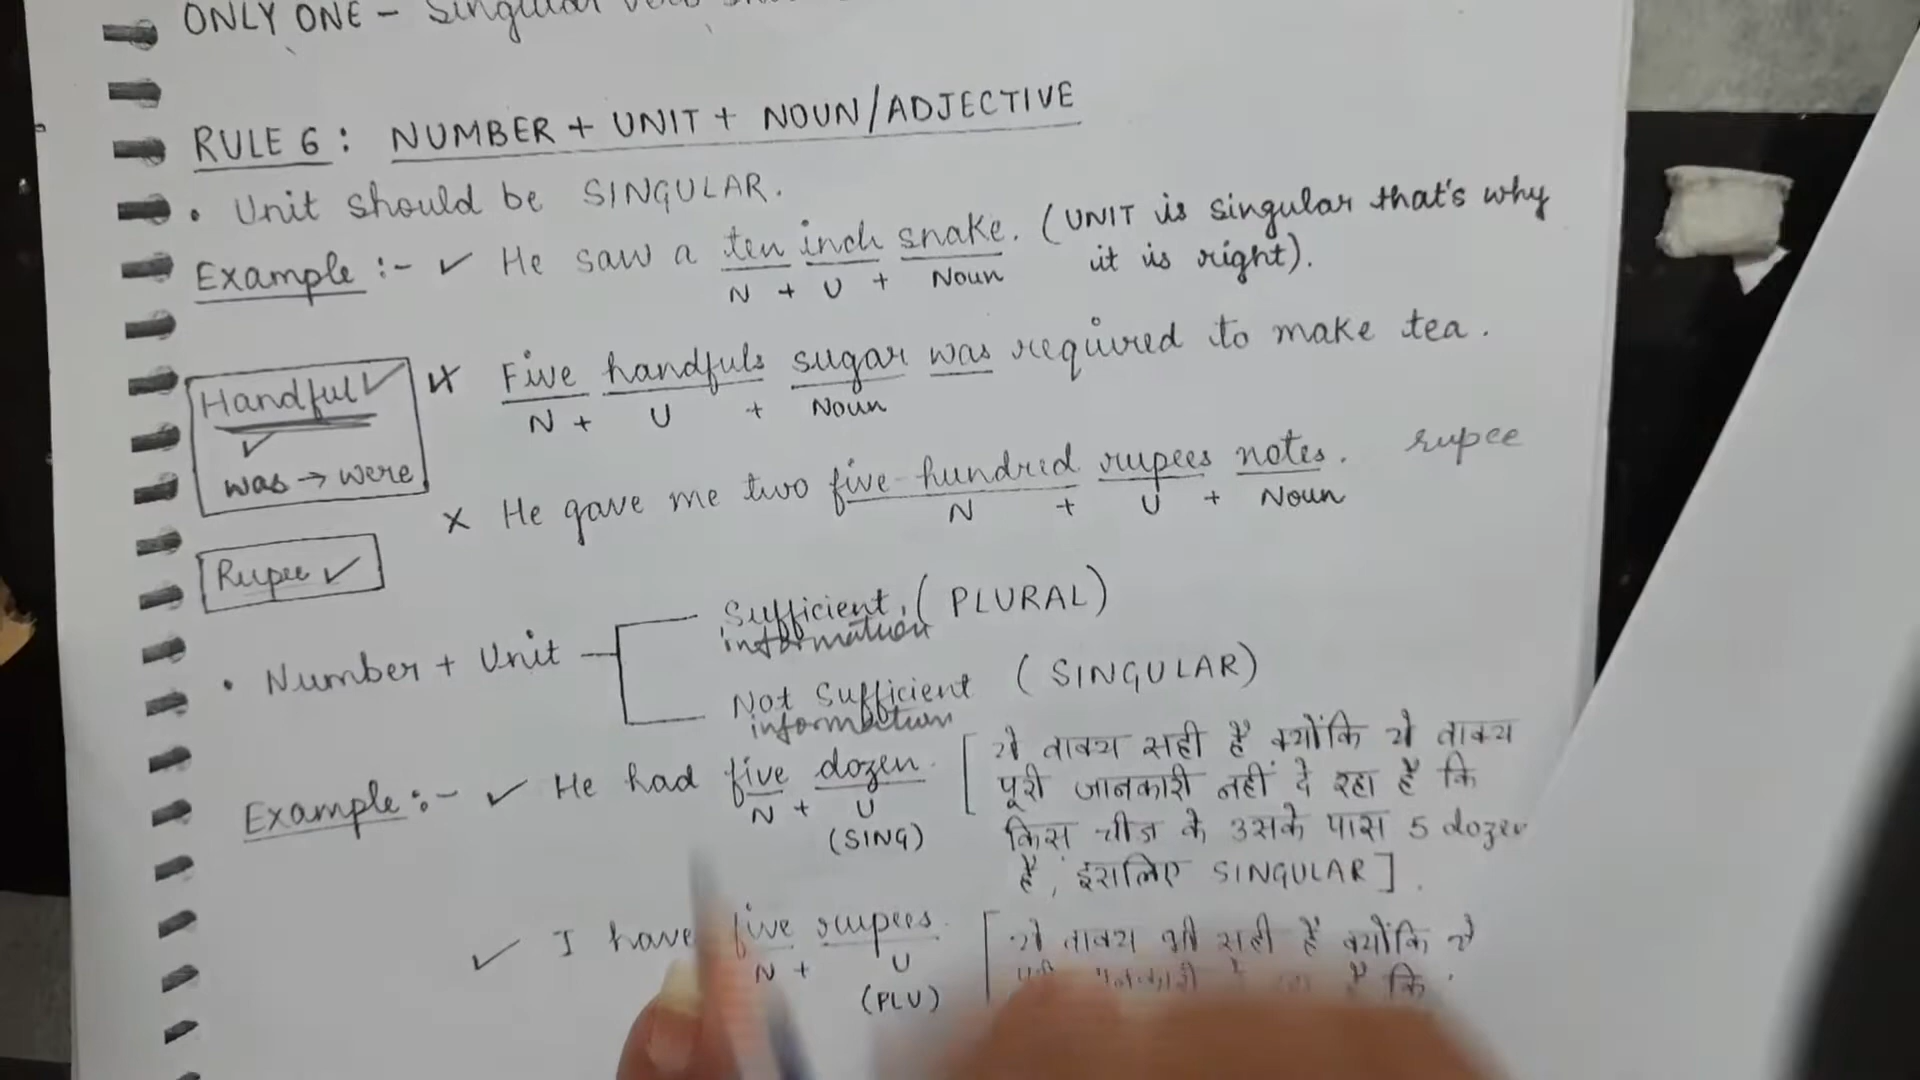 ONLY ONE - Singular
RULE 6 : NUMBER + UNIT + NOUN/ADJECTIVE
• Unit should be SINGULAR.
Example :- ✓ He saw a ten inch snake. (UNIT is singular that's why
it is right).
N + U + Noun
Handful ✓
✓
was → were
x Five handfuls sugar was required to make tea.
N + U + Noun
x He gave me two five-hundred rupees notes. rupee
N + U + Noun
Rupee ✓
• Number + Unit
Sufficient information (PLURAL)
Not Sufficient information (SINGULAR)
Example :- ✓ He had five dozen.
N + U
(SING)
[ये वाक्य सही है क्योंकि ये वाक्य
पूरी जानकारी नहीं दे रहा है कि
किस चीज के उसके पास 5 dozen
है, इसलिए SINGULAR].
✓ I have five rupees.
N + U
(PLU)
[ये वाक्य भी सही है क्योंकि ये
है कि